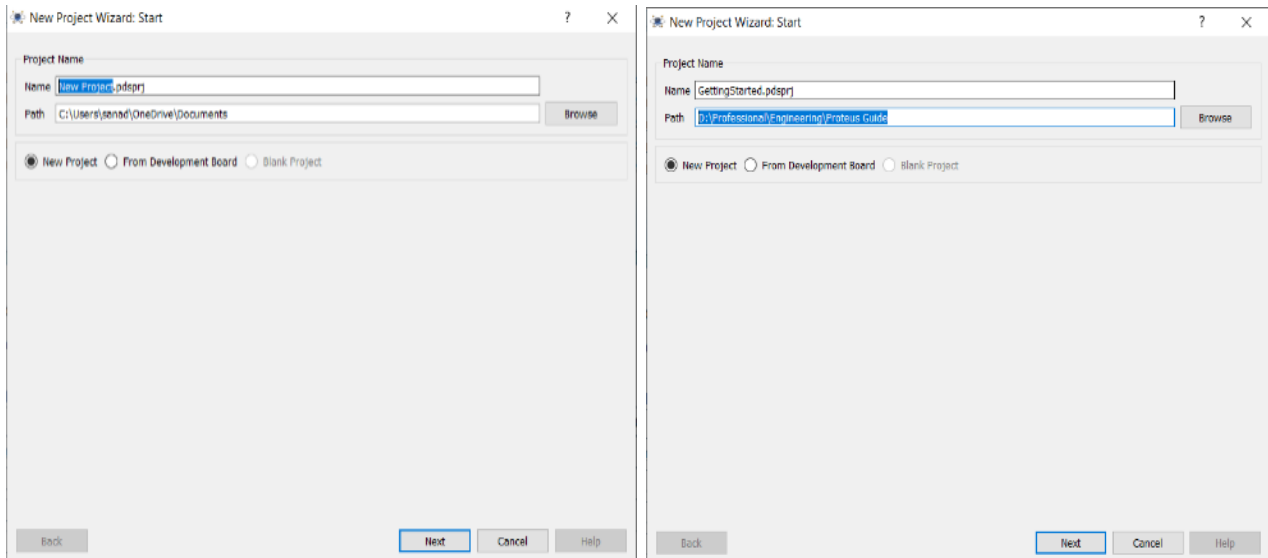 New Project Wizard: Start ? ×
Project Name
Name New Project.pdsprj
Path C:\Users\sanad\OneDrive\Documents Browse
New Project From Development Board Blank Project
Back Next Cancel Help
New Project Wizard: Start ? ×
Project Name
Name GettingStarted.pdsprj
Path D:\Professional\Engineering\Proteus Guide Browse
New Project From Development Board Blank Project
Back Next Cancel Help